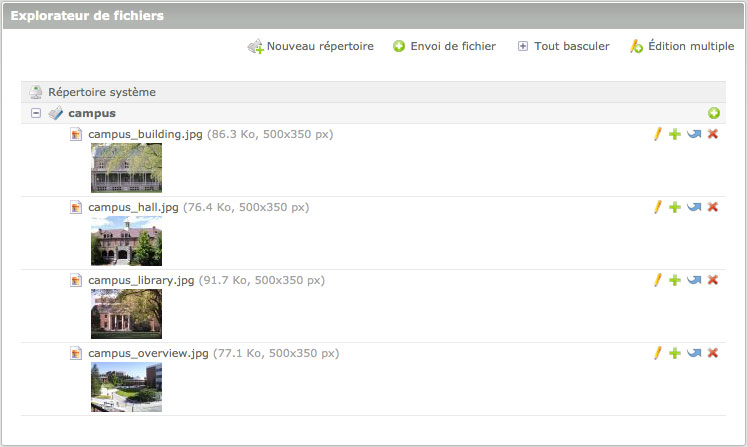 Explorateur de fichiers
Nouveau répertoire Envoi de fichier Tout basculer Édition multiple
Répertoire système
campus
campus_building.jpg (86.3 Ko, 500x350 px)
campus_hall.jpg (76.4 Ko, 500x350 px)
campus_library.jpg (91.7 Ko, 500x350 px)
campus_overview.jpg (77.1 Ko, 500x350 px)